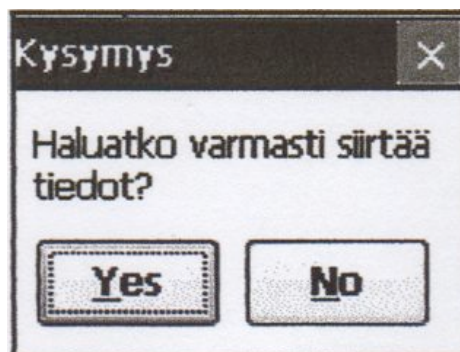 Kysymys
Haluatko varmasti siirtää
tiedot?
Yes
No